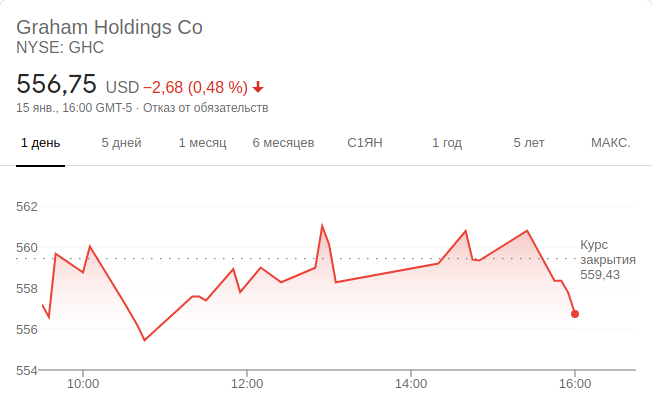 Graham Holdings Co
NYSE: GHC
556,75 USD −2,68 (0,48 %)
15 янв., 16:00 GMT-5 · Отказ от обязательств
1 день 5 дней 1 месяц 6 месяцев С1ЯН 1 год 5 лет МАКС.
562
560
Курс
закрытия
559,43
558
556
554
10:00 12:00 14:00 16:00